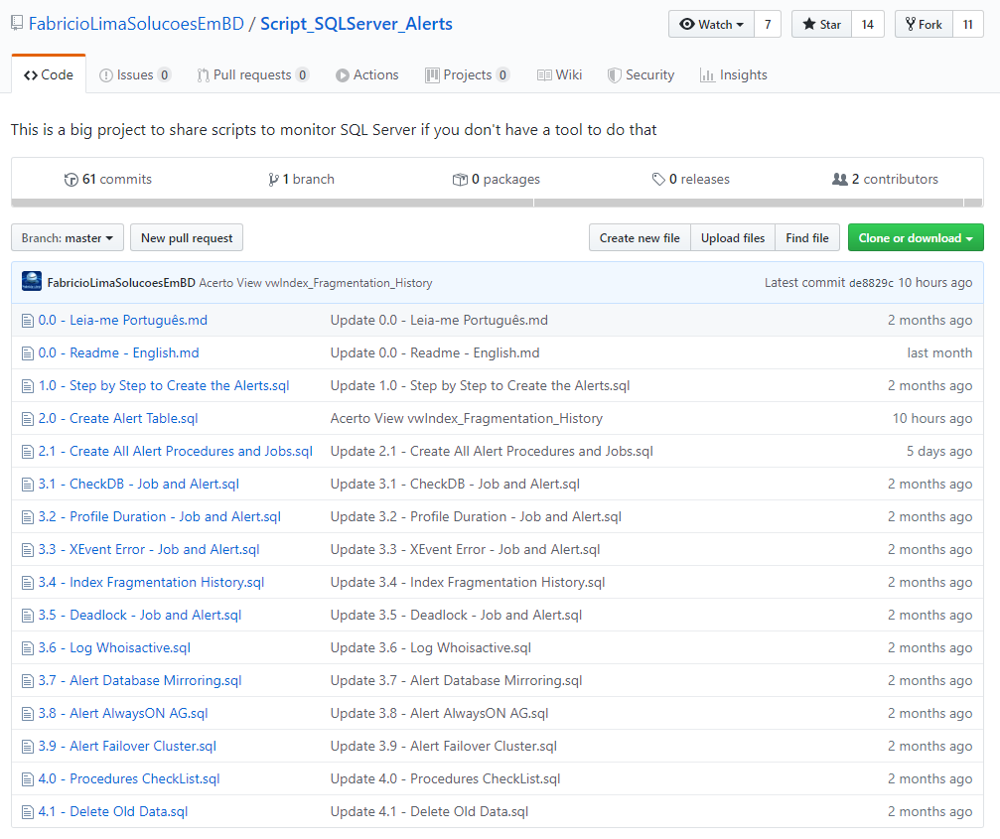 FabricioLimaSolucoesEmBD / Script_SQLServer_Alerts Watch 7 Star 14 Fork 11
Code Issues 0 Pull requests 0 Actions Projects 0 Wiki Security Insights
This is a big project to share scripts to monitor SQL Server if you don't have a tool to do that
61 commits 1 branch 0 packages 0 releases 2 contributors
Branch: master New pull request Create new file Upload files Find file Clone or download
FabricioLimaSolucoesEmBD Acerto View vwIndex_Fragmentation_History Latest commit de8829c 10 hours ago
0.0 - Leia-me Português.md Update 0.0 - Leia-me Português.md 2 months ago
0.0 - Readme - English.md Update 0.0 - Readme - English.md last month
1.0 - Step by Step to Create the Alerts.sql Update 1.0 - Step by Step to Create the Alerts.sql 2 months ago
2.0 - Create Alert Table.sql Acerto View vwIndex_Fragmentation_History 10 hours ago
2.1 - Create All Alert Procedures and Jobs.sql Update 2.1 - Create All Alert Procedures and Jobs.sql 5 days ago
3.1 - CheckDB - Job and Alert.sql Update 3.1 - CheckDB - Job and Alert.sql 2 months ago
3.2 - Profile Duration - Job and Alert.sql Update 3.2 - Profile Duration - Job and Alert.sql 2 months ago
3.3 - XEvent Error - Job and Alert.sql Update 3.3 - XEvent Error - Job and Alert.sql 2 months ago
3.4 - Index Fragmentation History.sql Update 3.4 - Index Fragmentation History.sql 2 months ago
3.5 - Deadlock - Job and Alert.sql Update 3.5 - Deadlock - Job and Alert.sql 2 months ago
3.6 - Log Whoisactive.sql Update 3.6 - Log Whoisactive.sql 2 months ago
3.7 - Alert Database Mirroring.sql Update 3.7 - Alert Database Mirroring.sql 2 months ago
3.8 - Alert AlwaysON AG.sql Update 3.8 - Alert AlwaysON AG.sql 2 months ago
3.9 - Alert Failover Cluster.sql Update 3.9 - Alert Failover Cluster.sql 2 months ago
4.0 - Procedures CheckList.sql Update 4.0 - Procedures CheckList.sql 2 months ago
4.1 - Delete Old Data.sql Update 4.1 - Delete Old Data.sql 2 months ago